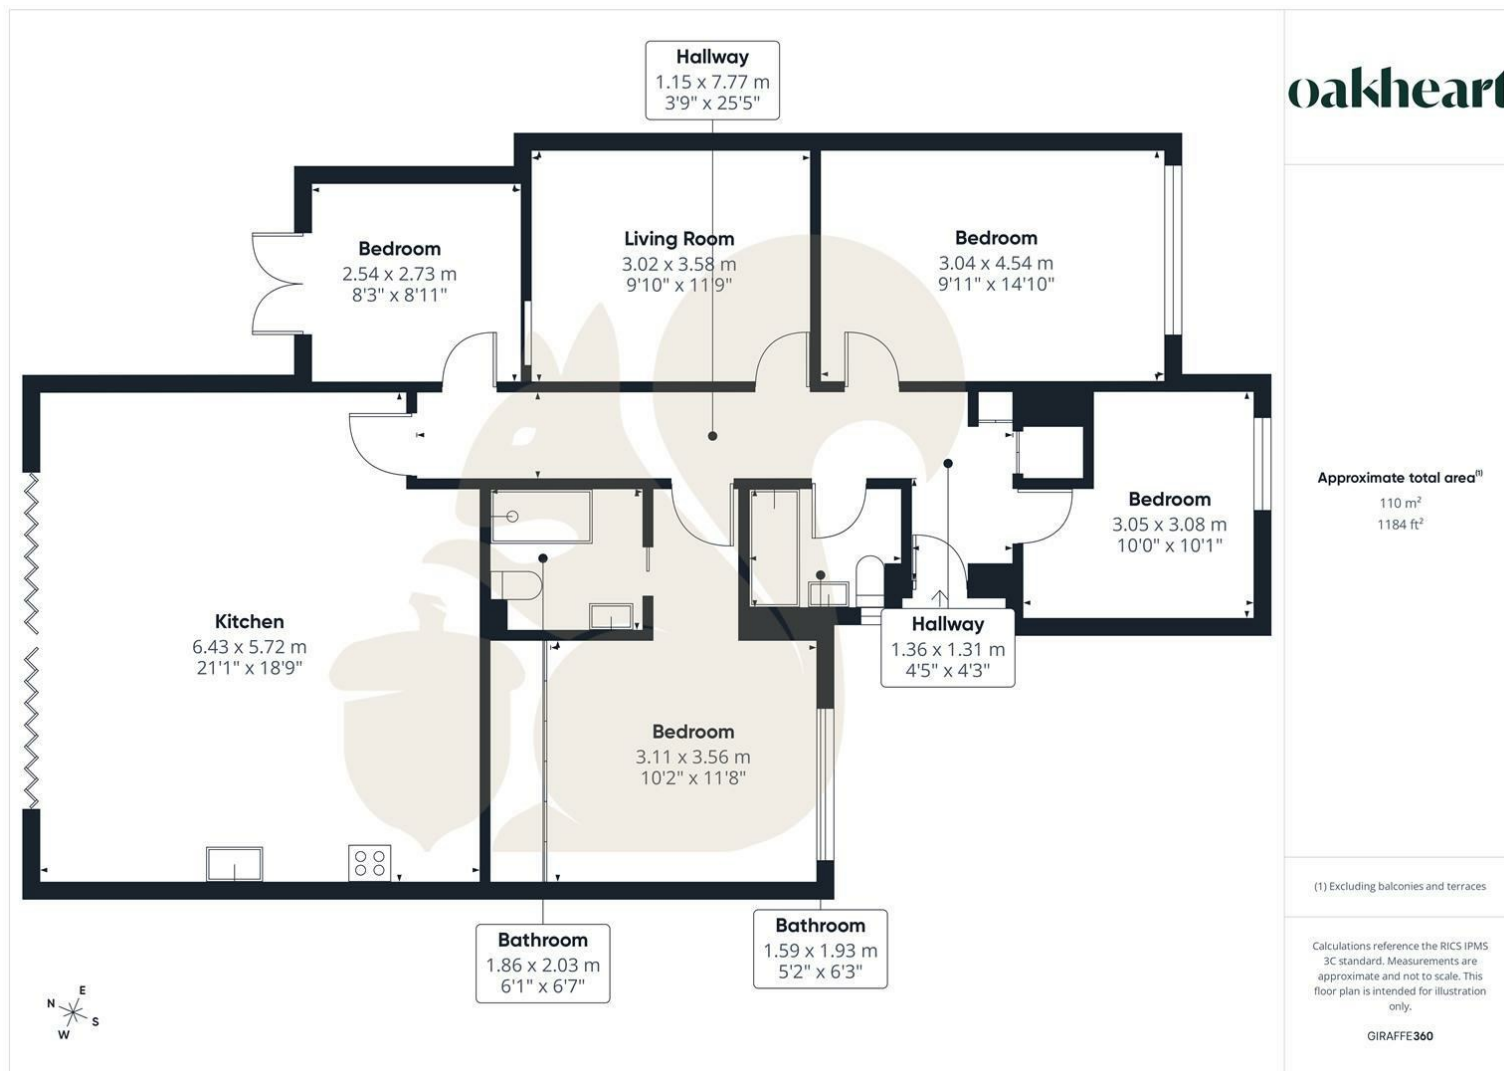 Hallway
1.15 x 7.77 m
3'9" x 25'5"
oakheart
Bedroom
2.54 x 2.73 m
8'3" x 8'11"
Living Room
3.02 x 3.58 m
9'10" x 11'9"
Bedroom
3.04 x 4.54 m
9'11" x 14'10"
Bedroom
3.05 x 3.08 m
10'0" x 10'1"
Approximate total area(1)
110 m²
1184 ft²
Kitchen
6.43 x 5.72 m
21'1" x 18'9"
Hallway
1.36 x 1.31 m
4'5" x 4'3"
Bedroom
3.11 x 3.56 m
10'2" x 11'8"
Bathroom
1.86 x 2.03 m
6'1" x 6'7"
Bathroom
1.59 x 1.93 m
5'2" x 6'3"
(1) Excluding balconies and terraces
Calculations reference the RICS IPMS
3C standard. Measurements are
approximate and not to scale. This
floor plan is intended for illustration
only.
GIRAFFE360
E
N
S
W